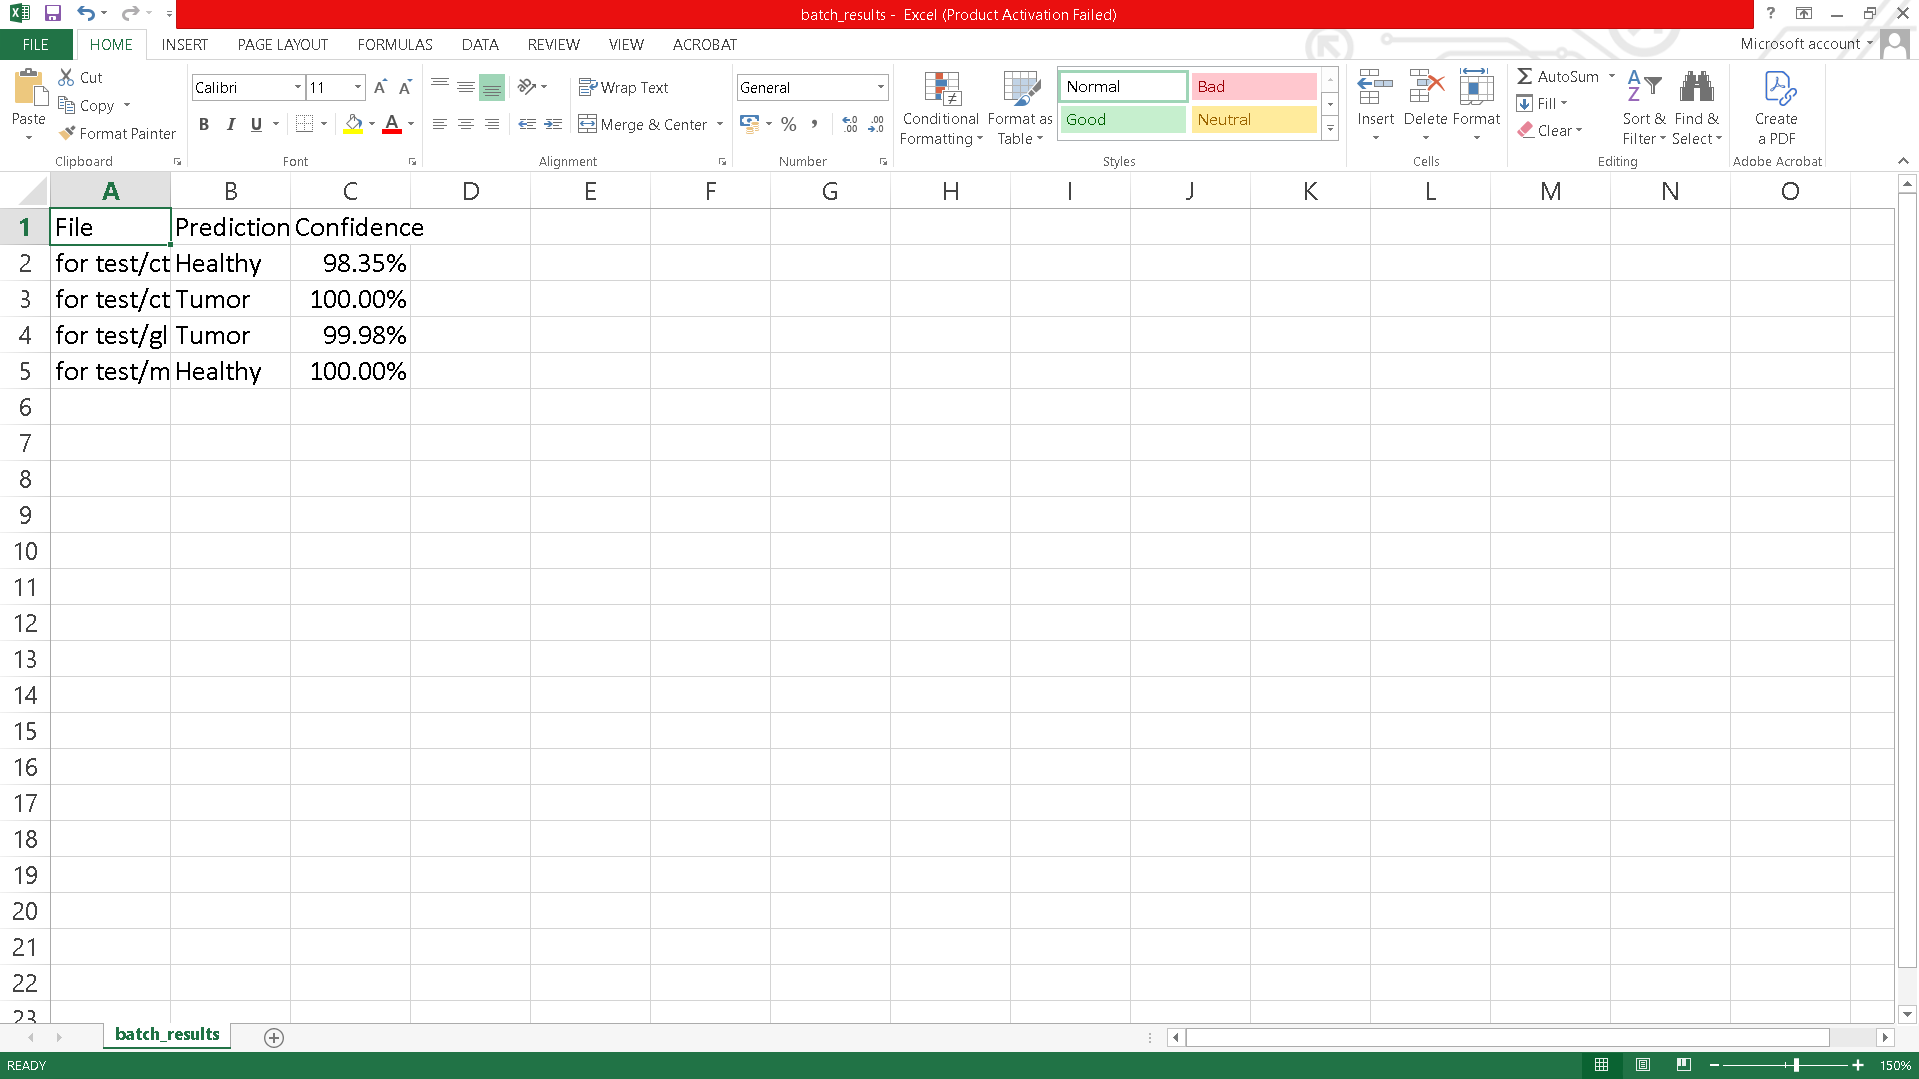 batch_results - Excel (Product Activation Failed)
?
FILE HOME INSERT PAGE LAYOUT FORMULAS DATA REVIEW VIEW ACROBAT
Microsoft account
Paste
Cut
Copy
Format Painter
Clipboard
Calibri 11
B I U
Font
Wrap Text
Merge & Center
Alignment
General
% ,
Number
Conditional Formatting
Format as Table
Normal Bad
Good Neutral
Styles
Insert Delete Format
Cells
AutoSum
Fill
Clear
Sort & Filter
Find & Select
Editing
Create a PDF
Adobe Acrobat
A B C D E F G H I J K L M N O
1 File Prediction Confidence
2 for test/ct Healthy 98.35%
3 for test/ct Tumor 100.00%
4 for test/gl Tumor 99.98%
5 for test/m Healthy 100.00%
6
7
8
9
10
11
12
13
14
15
16
17
18
19
20
21
22
23
batch_results
READY
150%